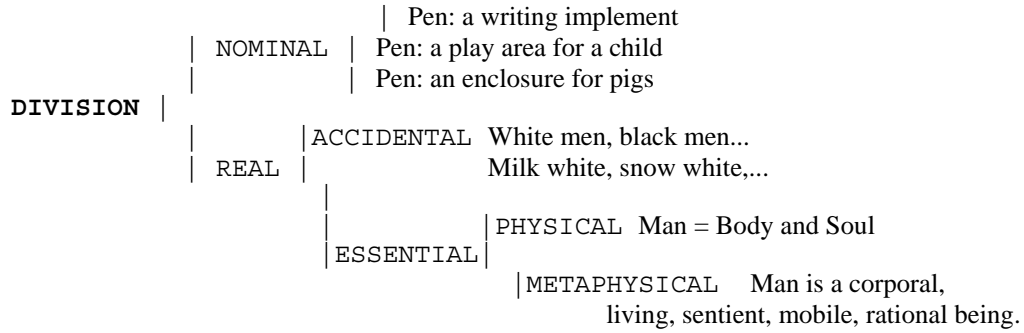 | Pen: a writing implement
| NOMINAL | Pen: a play area for a child
| | Pen: an enclosure for pigs
DIVISION |
| |ACCIDENTAL White men, black men...
| REAL | Milk white, snow white,...
|
| |PHYSICAL Man = Body and Soul
|ESSENTIAL|
|METAPHYSICAL Man is a corporal,
living, sentient, mobile, rational being.